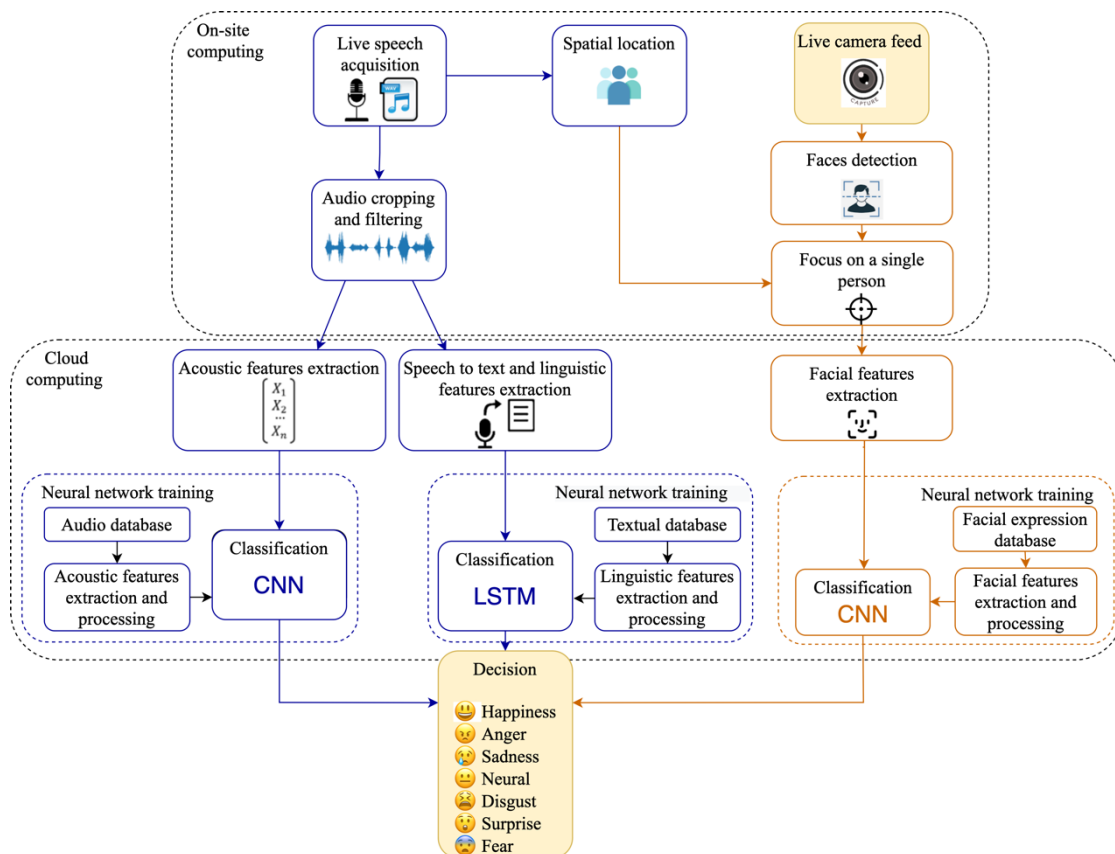 On-site
computing
Live speech
acquisition
WAV
Spatial location
Live camera feed
CAPTURE
Faces detection
Audio cropping
and filtering
Focus on a single
person
Cloud
computing
Acoustic features extraction
X1
X2
...
Xn
Speech to text and linguistic
features extraction
Facial features
extraction
Neural network training
Audio database
Acoustic features
extraction and
processing
Classification
CNN
Neural network training
Textual database
Classification
LSTM
Linguistic features
extraction and
processing
Neural network training
Facial expression
database
Classification
CNN
Facial features
extraction and
processing
Decision
Happiness
Anger
Sadness
Neural
Disgust
Surprise
Fear